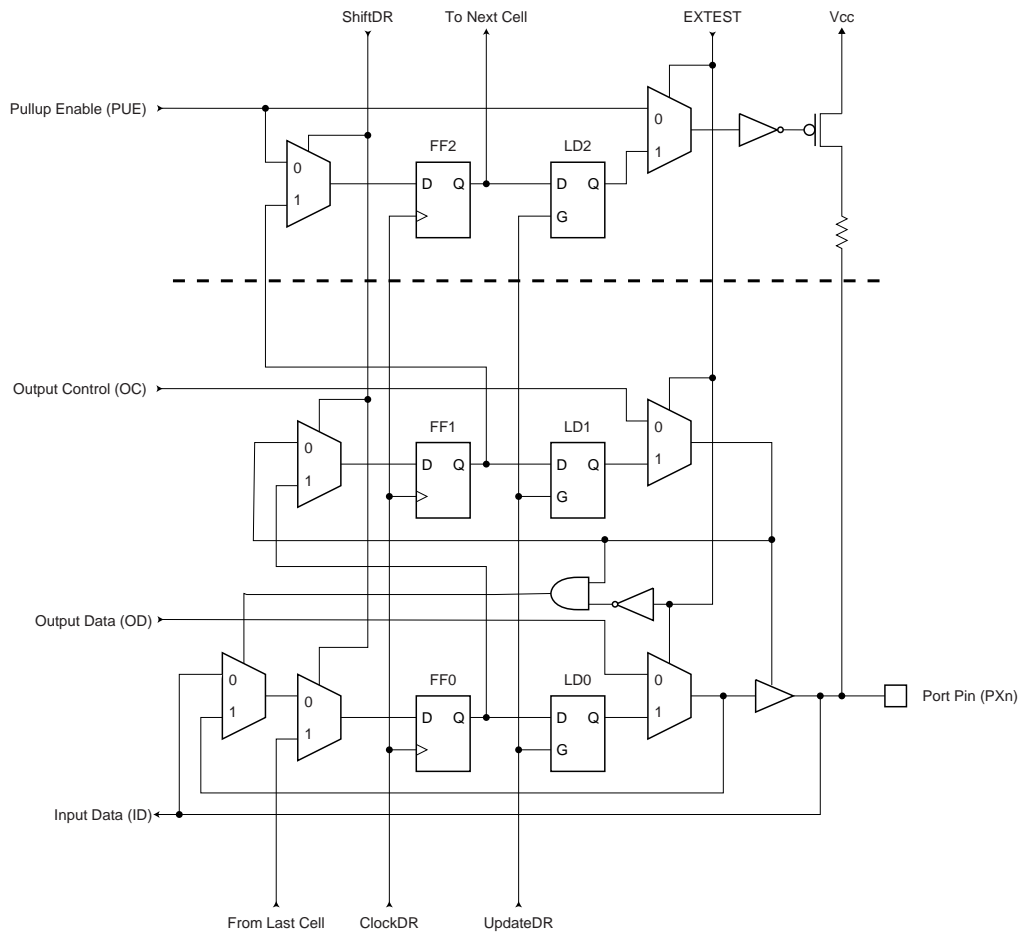 ShiftDR To Next Cell EXTEST Vcc
Pullup Enable (PUE)
0
1
FF2 LD2
0
1
D Q D Q
G
Output Control (OC)
FF1 LD1
0
1
0
1
D Q D Q
G
Output Data (OD)
FF0 LD0
0
1
0
1
0
1
D Q D Q
G
Port Pin (PXn)
Input Data (ID)
From Last Cell ClockDR UpdateDR